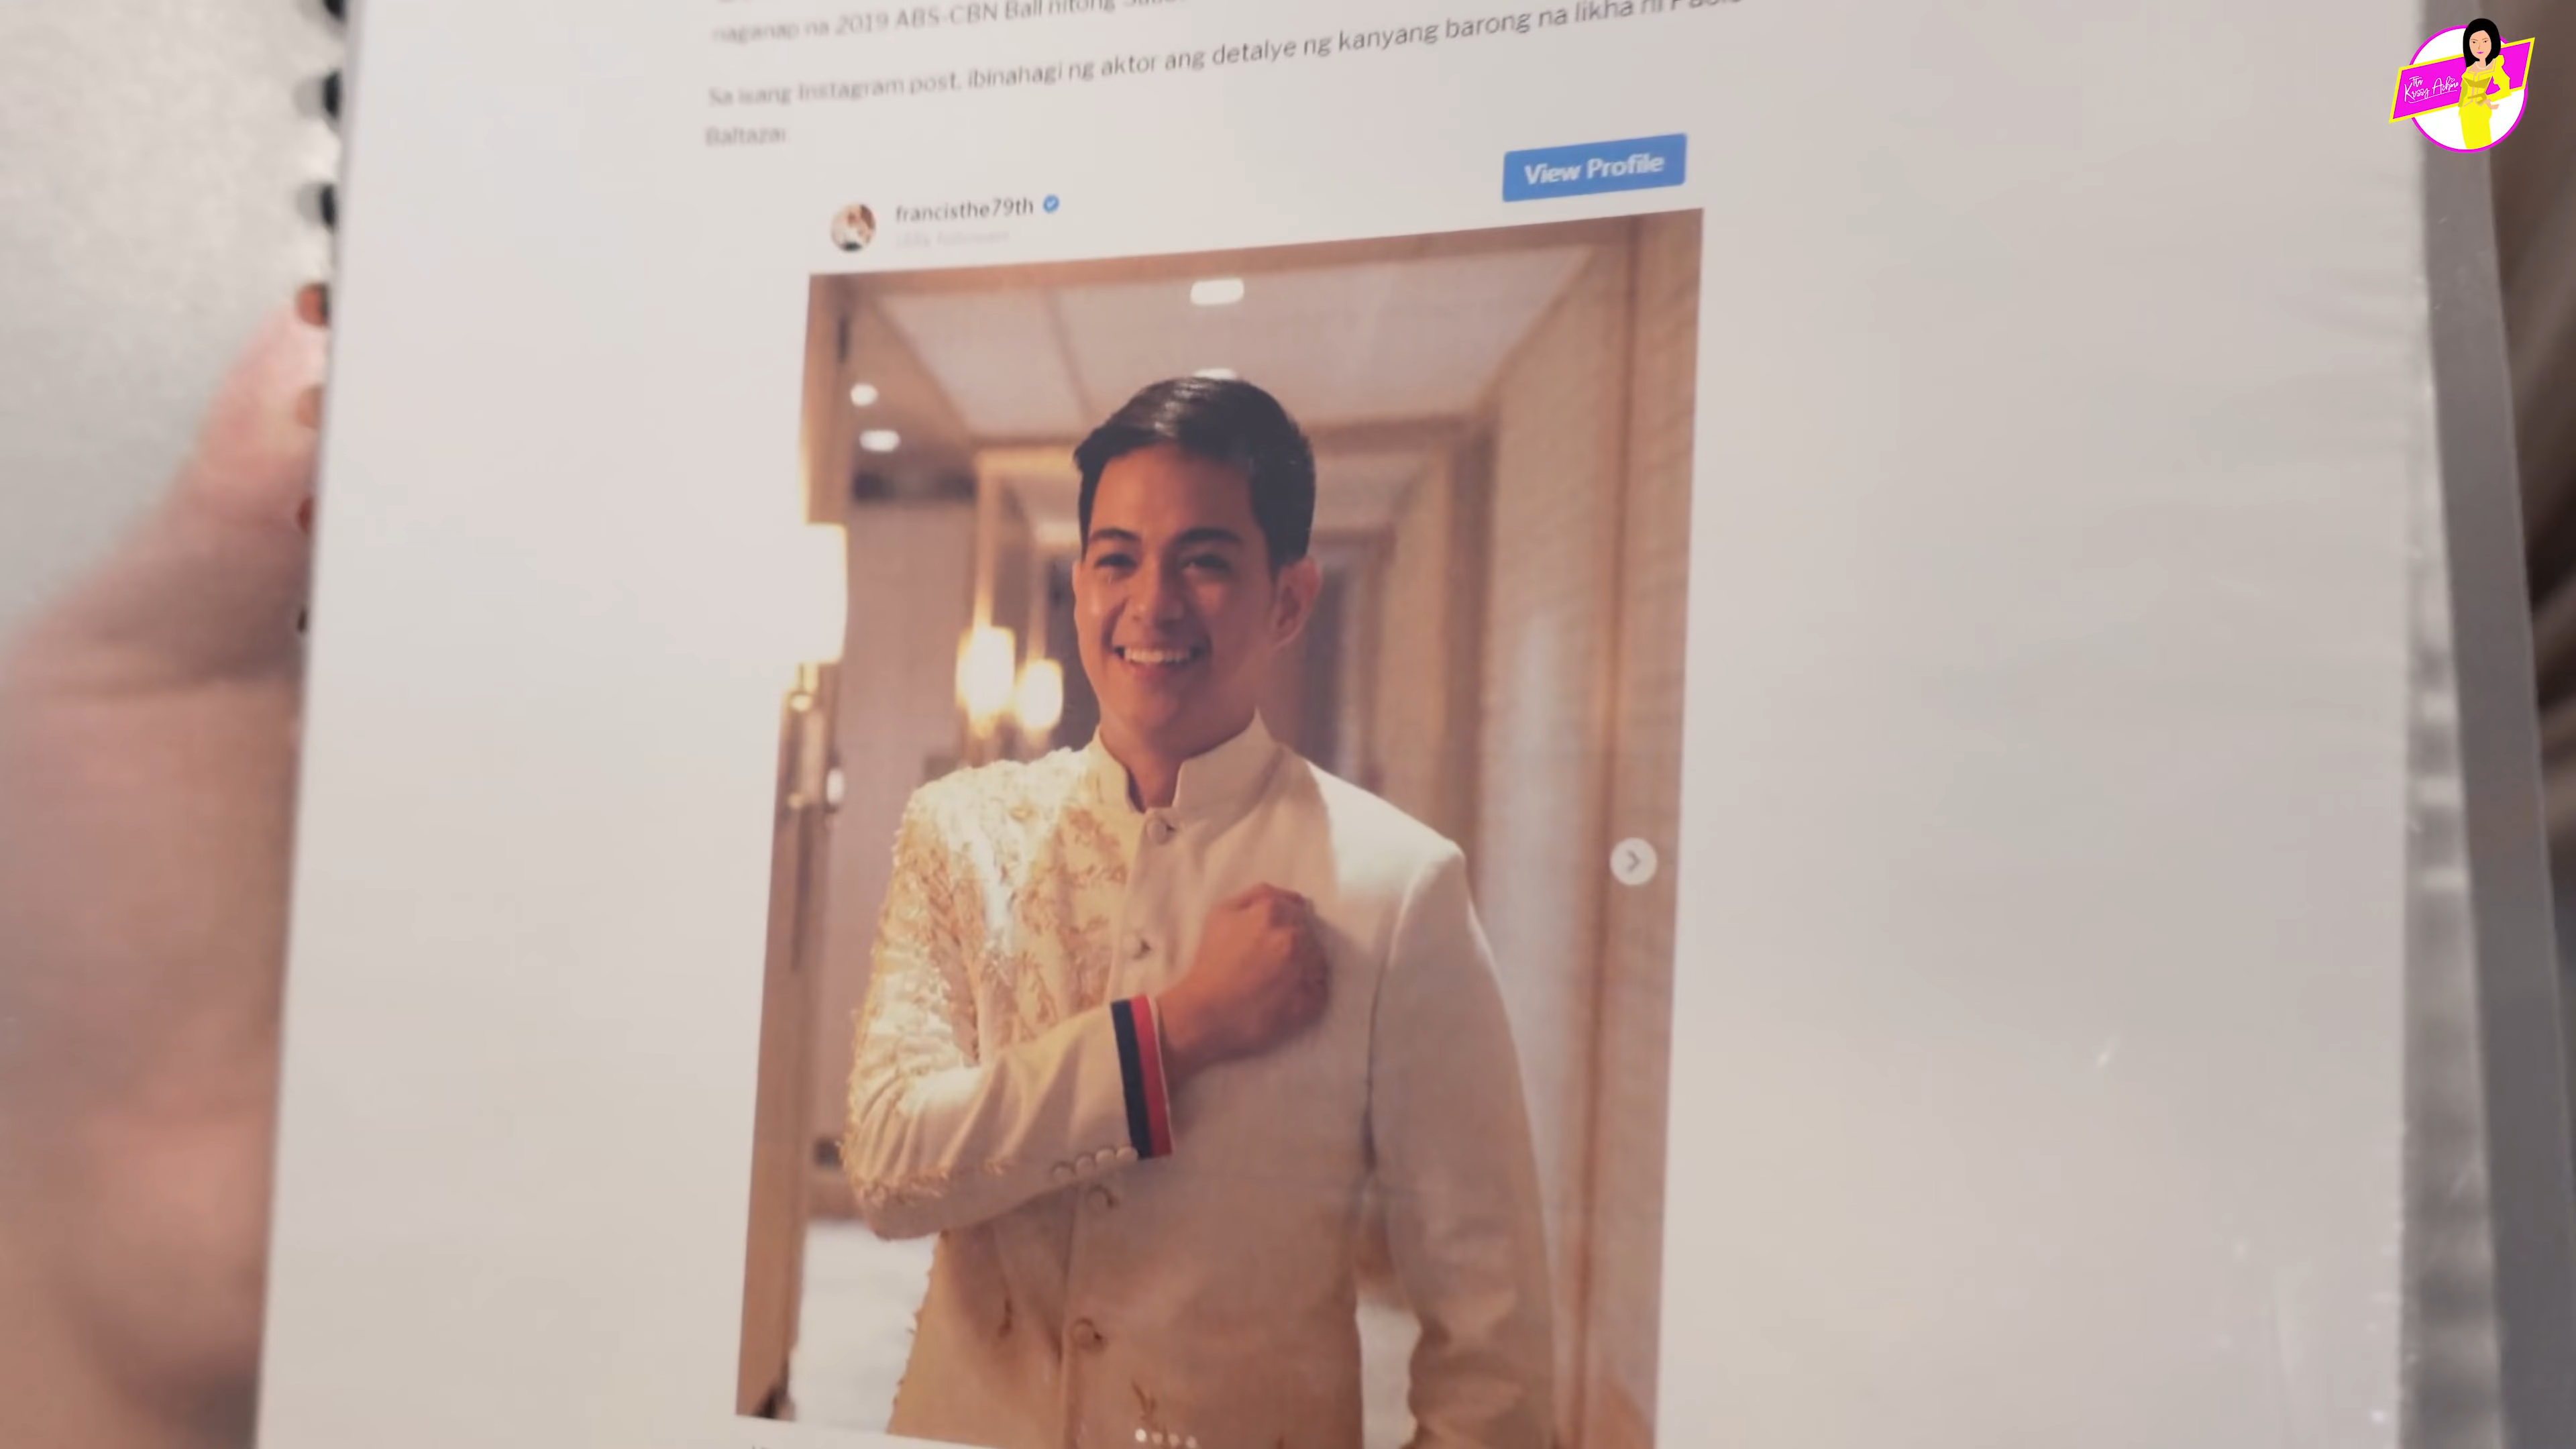 naganap na 2019 ABS-CBN Ball nitong
Sa isang Instagram post, ibinahagi ng aktor ang detalye ng kanyang barong na likha ni
Baltazar
View Profile
francisthe79th